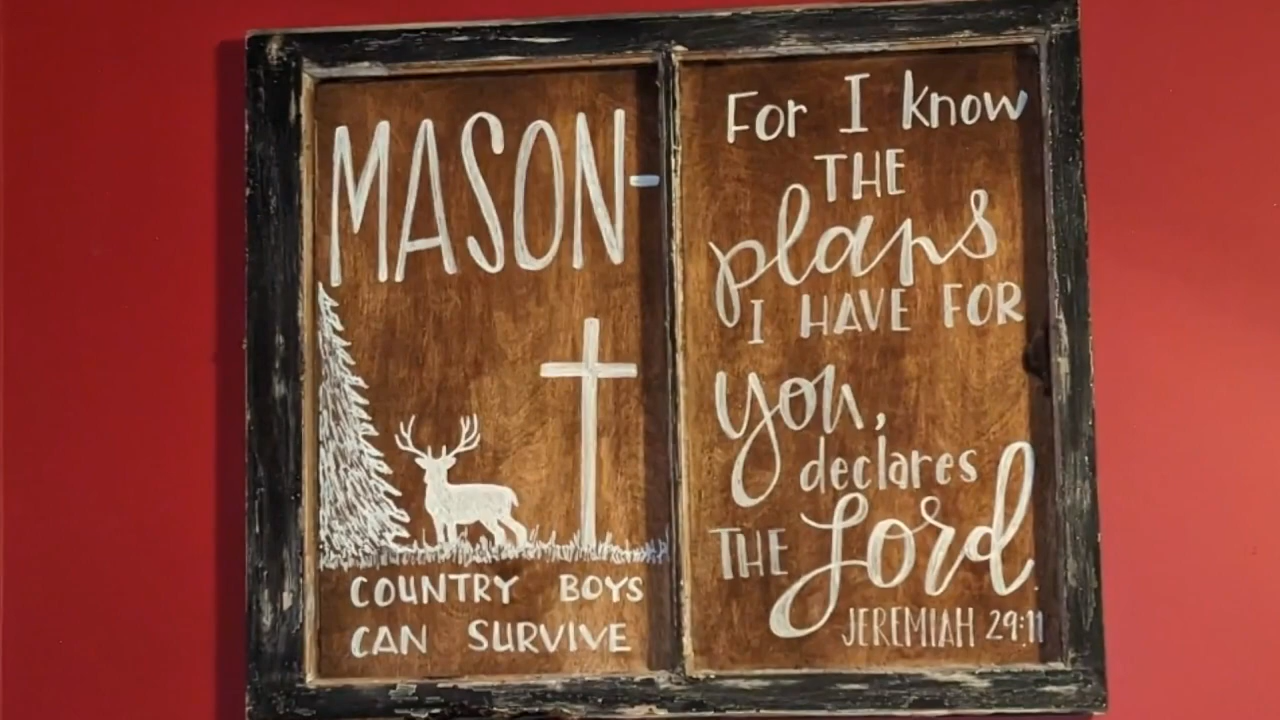 MASON-
COUNTRY BOYS
CAN SURVIVE
For I know
THE
plans
I HAVE FOR
you,
declares
THE Lord.
JEREMIAH 29:11